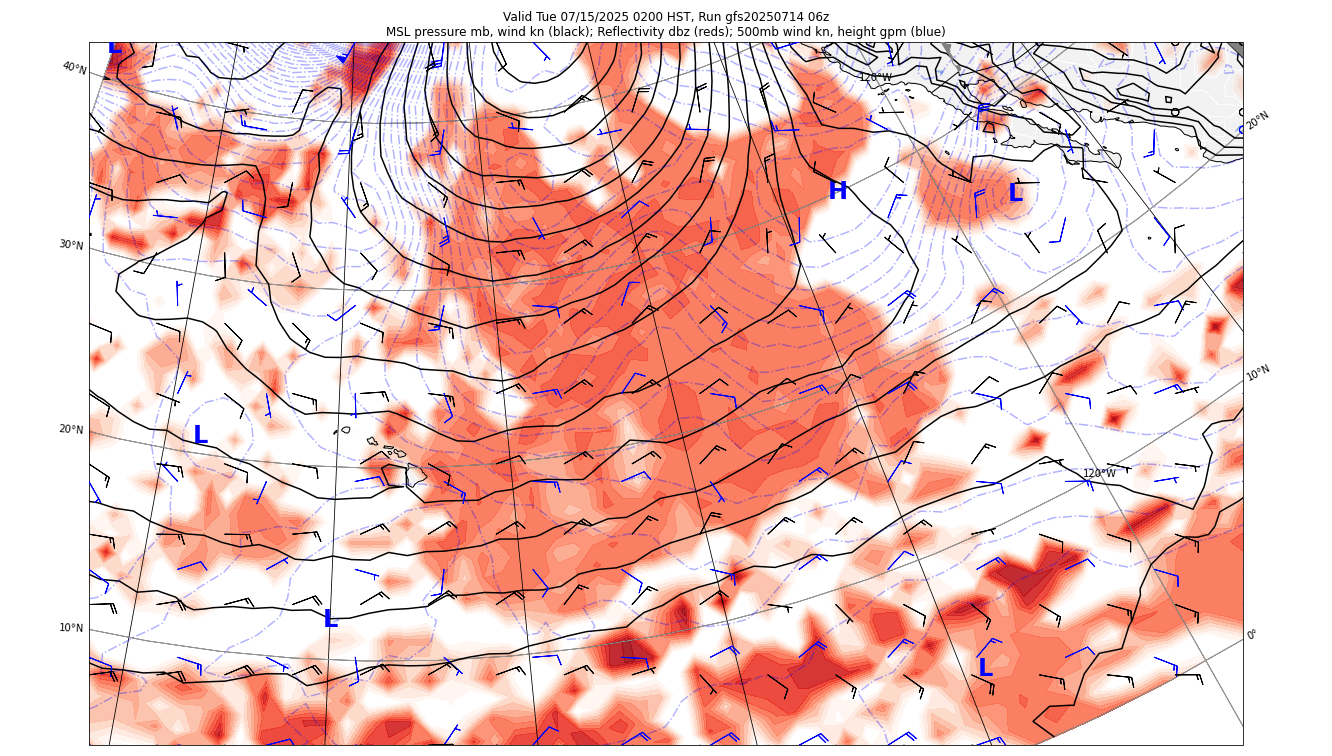 Valid Tue 07/15/2025 0200 HST, Run gfs20250714 06z
MSL pressure mb, wind kn (black); Reflectivity dbz (reds); 500mb wind kn, height gpm (blue)
L
40°N
120°W
20°N
H
L
30°N
10°N
20°N
L
120°W
L
10°N
0°
L